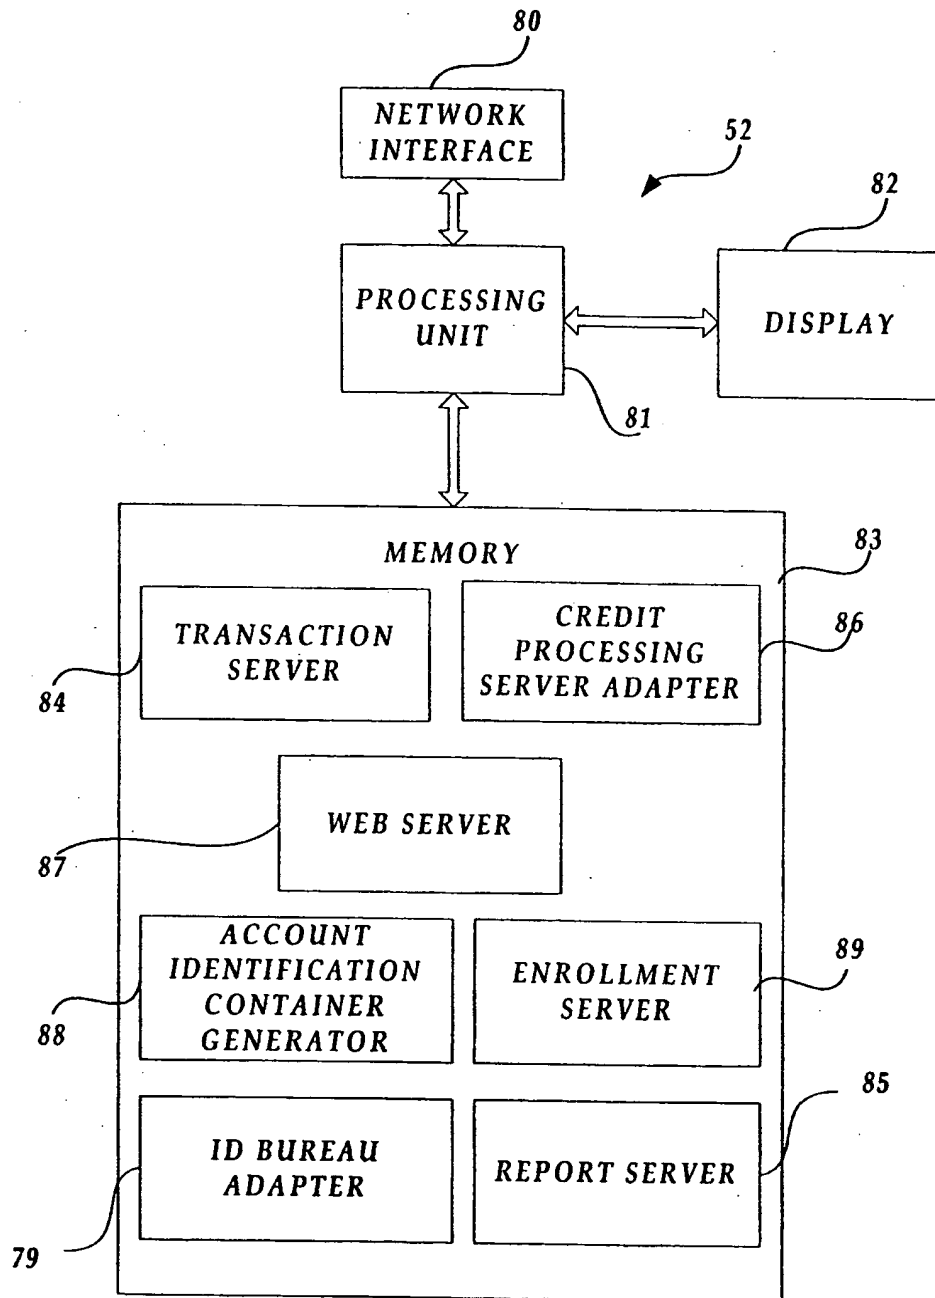 80
NETWORK
INTERFACE
52
82
PROCESSING
UNIT
DISPLAY
81
MEMORY
83
TRANSACTION
SERVER
84
CREDIT
PROCESSING
SERVER ADAPTER
86
WEB SERVER
87
ACCOUNT
IDENTIFICATION
CONTAINER
GENERATOR
88
ENROLLMENT
SERVER
89
85
ID BUREAU
ADAPTER
REPORT SERVER
79